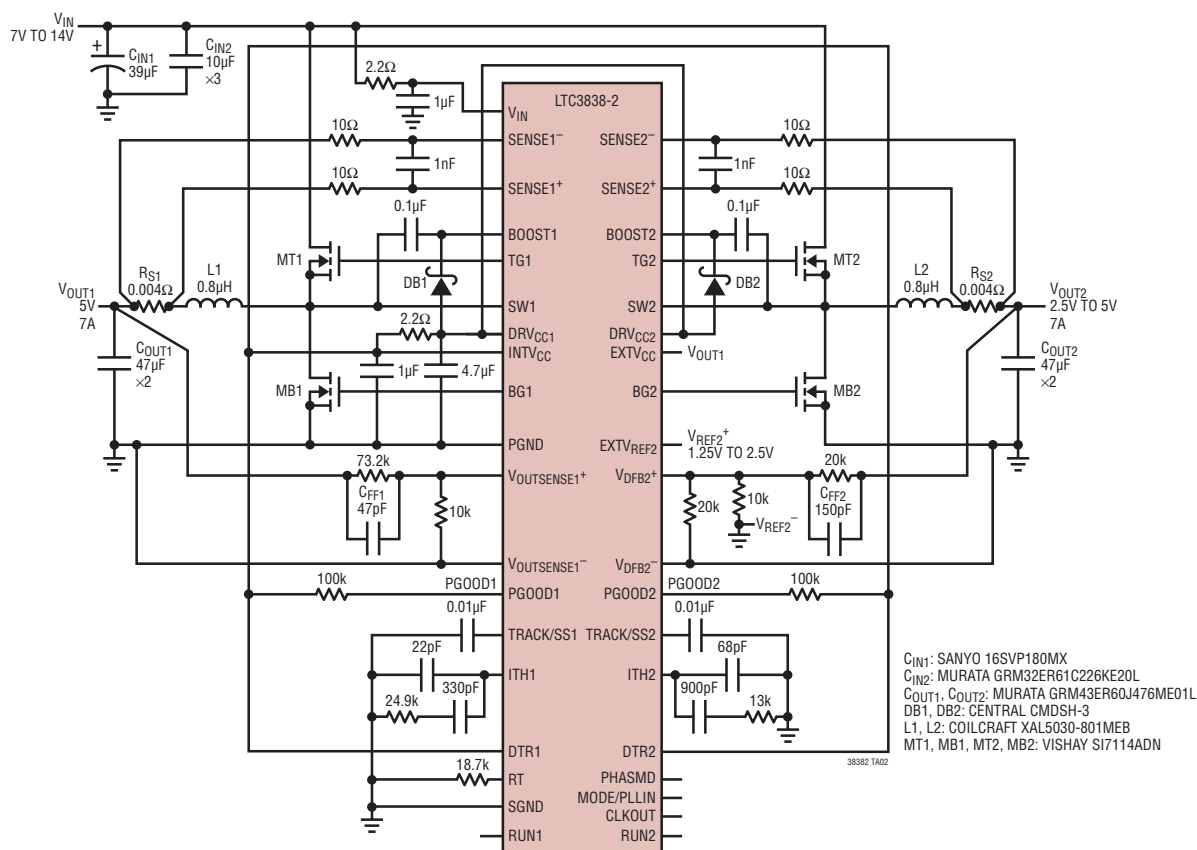 VIN
7V TO 14V
CIN1
39µF
CIN2
10µF
×3
2.2Ω
1µF
LTC3838-2
VIN
10Ω
SENSE1–
SENSE2–
10Ω
1nF
1nF
10Ω
SENSE1+
SENSE2+
10Ω
0.1µF
0.1µF
BOOST1
BOOST2
MT1
TG1
TG2
MT2
DB1
DB2
RS1
0.004Ω
L1
0.8µH
L2
0.8µH
RS2
0.004Ω
VOUT1
5V
7A
SW1
SW2
VOUT2
2.5V TO 5V
7A
2.2Ω
DRVCC1
DRVCC2
INTVCC
EXTVCC
VOUT1
COUT1
47µF
×2
1µF
4.7µF
COUT2
47µF
×2
MB1
BG1
BG2
MB2
PGND
EXTVREF2
VREF2+
1.25V TO 2.5V
73.2k
VOUTSENSE1+
VDFB2+
20k
CFF1
47pF
10k
20k
10k
CFF2
150pF
VREF2–
VOUTSENSE1–
VDFB2–
100k
PGOOD1
PGOOD1
PGOOD2
PGOOD2
100k
0.01µF
0.01µF
TRACK/SS1
TRACK/SS2
22pF
68pF
ITH1
ITH2
330pF
900pF
24.9k
13k
DTR1
DTR2
18.7k
RT
PHASMD
MODE/PLLIN
SGND
CLKOUT
RUN1
RUN2
38382 TA02
CIN1: SANYO 16SVP180MX
CIN2: MURATA GRM32ER61C226KE20L
COUT1, COUT2: MURATA GRM43ER60J476ME01L
DB1, DB2: CENTRAL CMDSH-3
L1, L2: COILCRAFT XAL5030-801MEB
MT1, MB1, MT2, MB2: VISHAY SI7114ADN